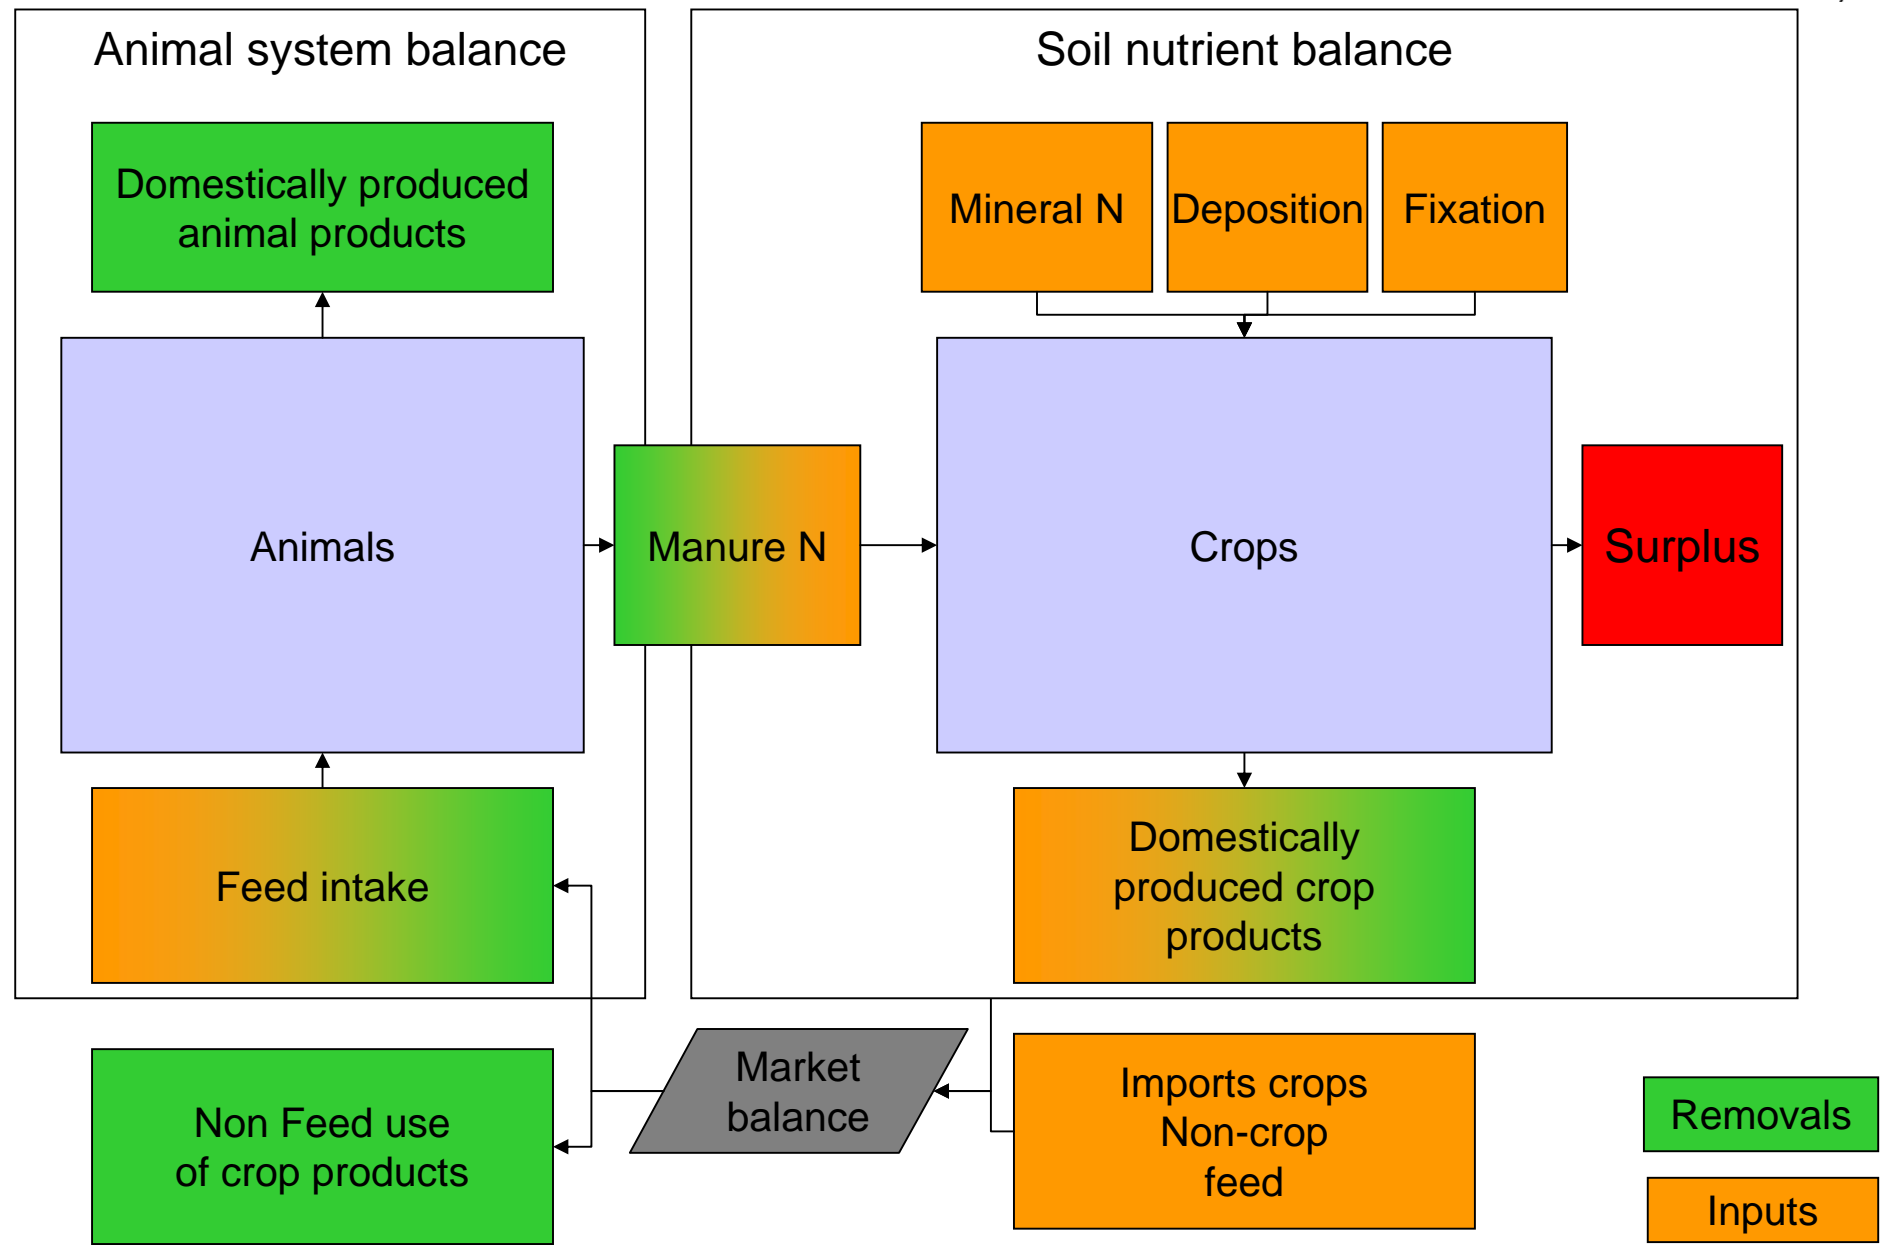 Animal system balance
Soil nutrient balance
Domestically produced
animal products
Mineral N
Deposition
Fixation
Animals
Manure N
Crops
Surplus
Feed intake
Domestically
produced crop
products
Non Feed use
of crop products
Market
balance
Imports crops
Non-crop
feed
Removals
Inputs